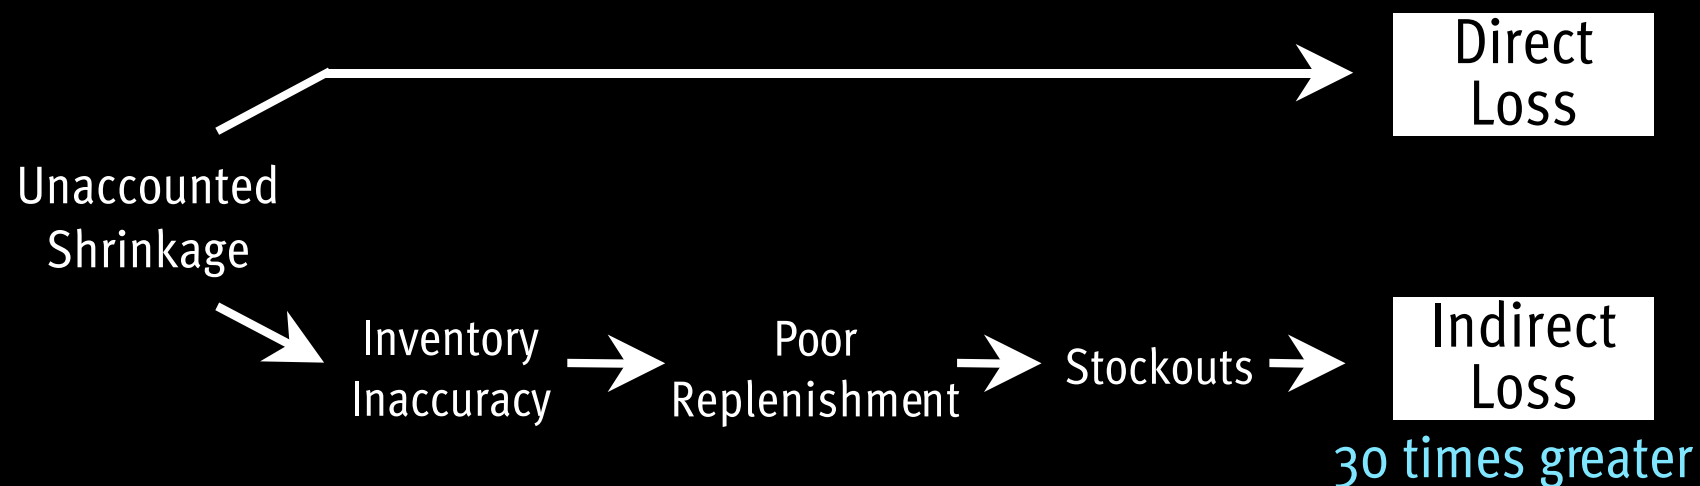 Direct
Loss
Unaccounted
Shrinkage
Inventory
Inaccuracy
Poor
Replenishment
Stockouts
Indirect
Loss
30 times greater